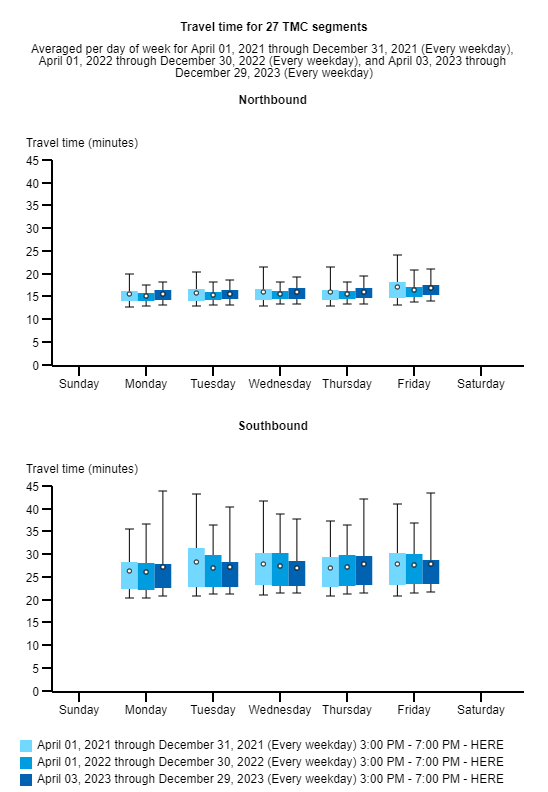 Travel time for 27 TMC segments
Averaged per day of week for April 01, 2021 through December 31, 2021 (Every weekday),
April 01, 2022 through December 30, 2022 (Every weekday), and April 03, 2023 through
December 29, 2023 (Every weekday)
Northbound
Travel time (minutes)
45
40
35
30
25
20
15
10
5
0
Sunday Monday Tuesday Wednesday Thursday Friday Saturday
Southbound
Travel time (minutes)
45
40
35
30
25
20
15
10
5
0
Sunday Monday Tuesday Wednesday Thursday Friday Saturday
April 01, 2021 through December 31, 2021 (Every weekday) 3:00 PM - 7:00 PM - HERE
April 01, 2022 through December 30, 2022 (Every weekday) 3:00 PM - 7:00 PM - HERE
April 03, 2023 through December 29, 2023 (Every weekday) 3:00 PM - 7:00 PM - HERE